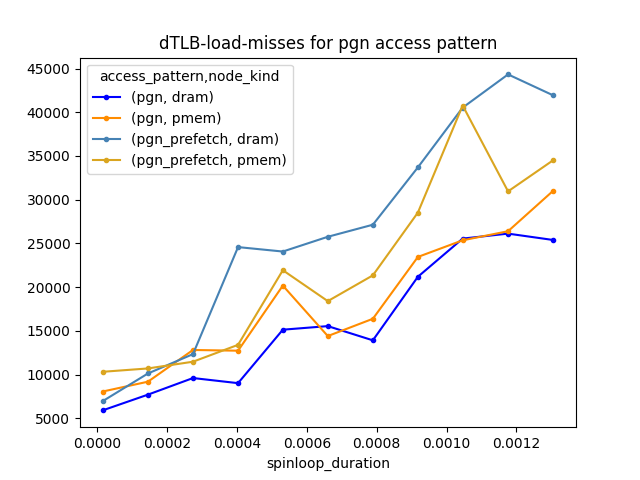 dTLB-load-misses for pgn access pattern
access_pattern,node_kind
(pgn, dram)
(pgn, pmem)
(pgn_prefetch, dram)
(pgn_prefetch, pmem)
45000
40000
35000
30000
25000
20000
15000
10000
5000
0.0000 0.0002 0.0004 0.0006 0.0008 0.0010 0.0012
spinloop_duration